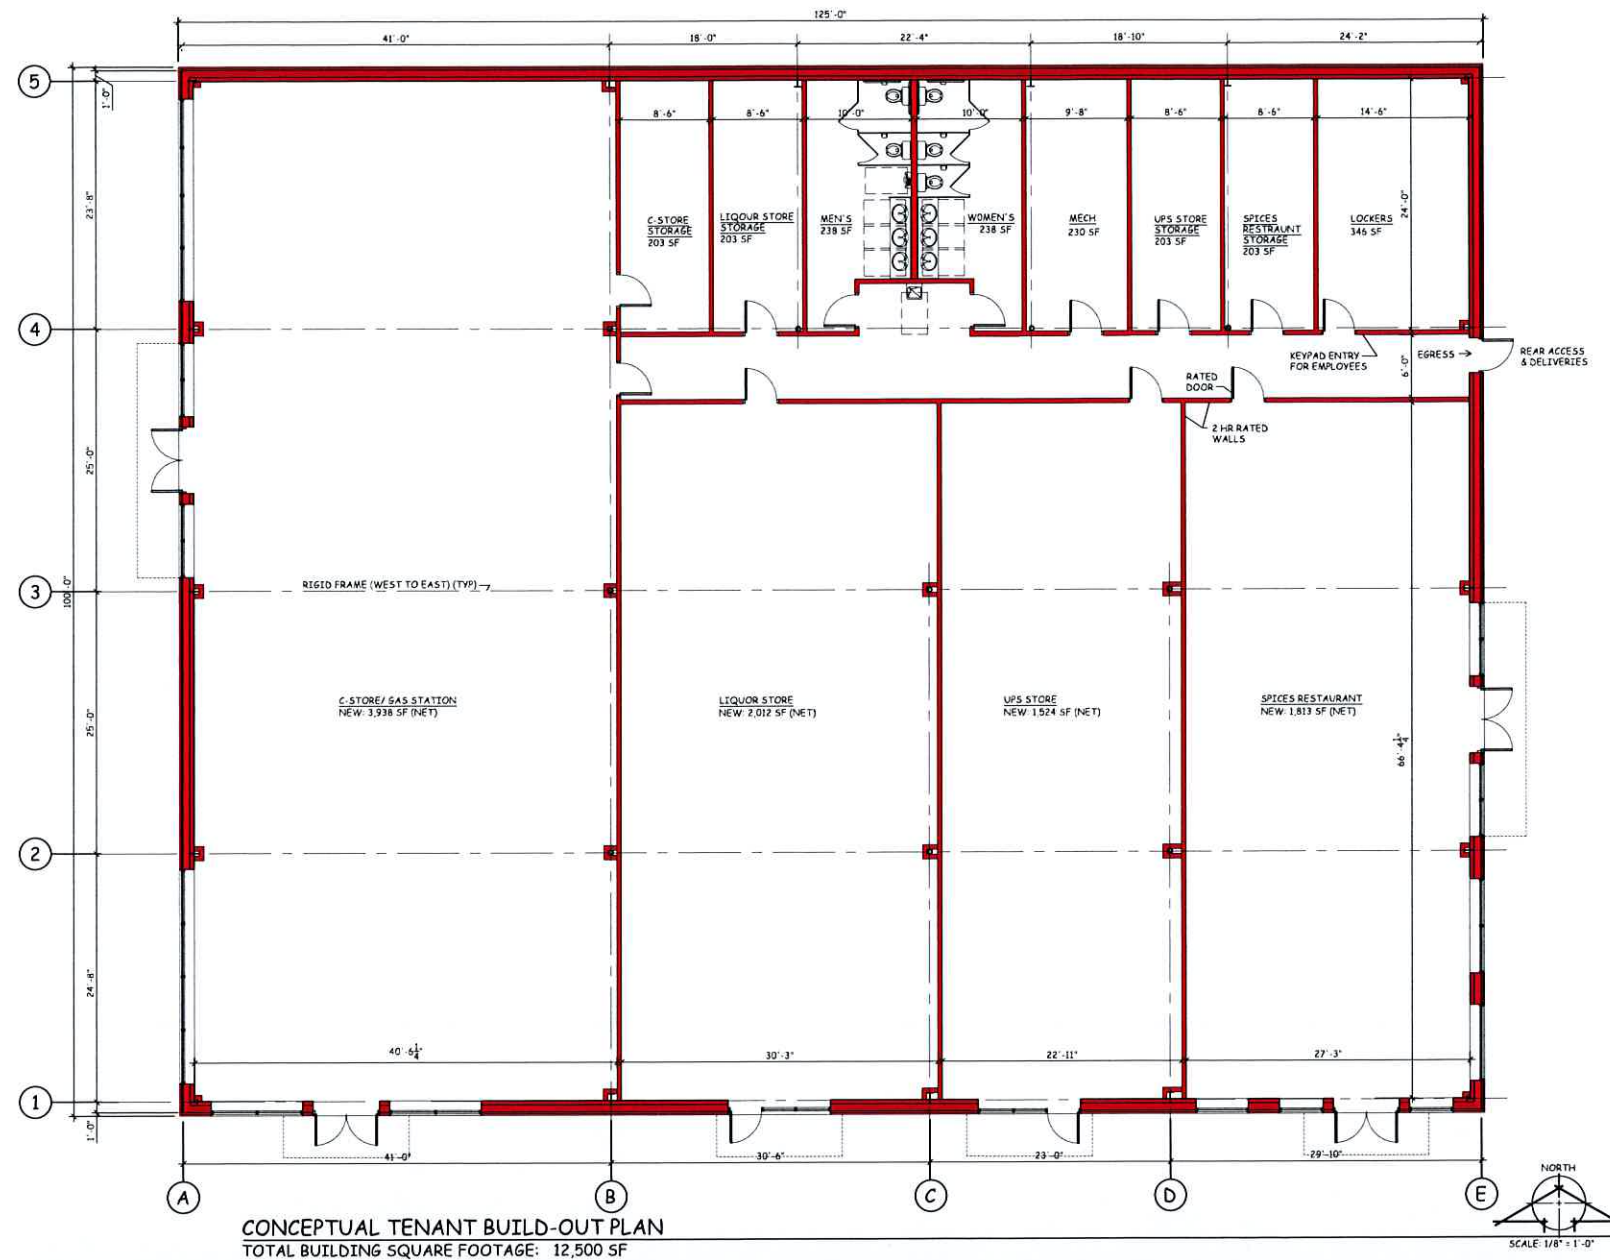 125'-0"
41'-0"
18'-0"
22'-4"
18'-10"
24'-2"
5
1'-0"
8'-6"
8'-6"
10'-0"
10'-0"
9'-8"
8'-6"
8'-6"
14'-6"
23'-8"
24'-0"
C-STORE
STORAGE
203 SF
LIQOUR STORE
STORAGE
203 SF
MEN'S
238 SF
WOMEN'S
238 SF
MECH
230 SF
UPS STORE
STORAGE
203 SF
SPICES
RESTRAUNT
STORAGE
203 SF
LOCKERS
346 SF
4
KEYPAD ENTRY
FOR EMPLOYEES
EGRESS
6'-0"
REAR ACCESS
& DELIVERIES
RATED
DOOR
2 HR RATED
WALLS
25'-0"
3
100'-0"
RIGID FRAME (WEST TO EAST) (TYP)
C-STORE/ GAS STATION
NEW: 3,938 SF (NET)
LIQUOR STORE
NEW: 2,012 SF (NET)
UPS STORE
NEW: 1,524 SF (NET)
SPICES RESTAURANT
NEW: 1,813 SF (NET)
25'-0"
66'-4 1/4"
2
24'-8"
40'-6 1/4"
30'-3"
22'-11"
27'-3"
1
1'-0"
41'-0"
30'-6"
23'-0"
29'-10"
A
B
C
D
E
NORTH
CONCEPTUAL TENANT BUILD-OUT PLAN
TOTAL BUILDING SQUARE FOOTAGE: 12,500 SF
SCALE: 1/8" = 1'-0"